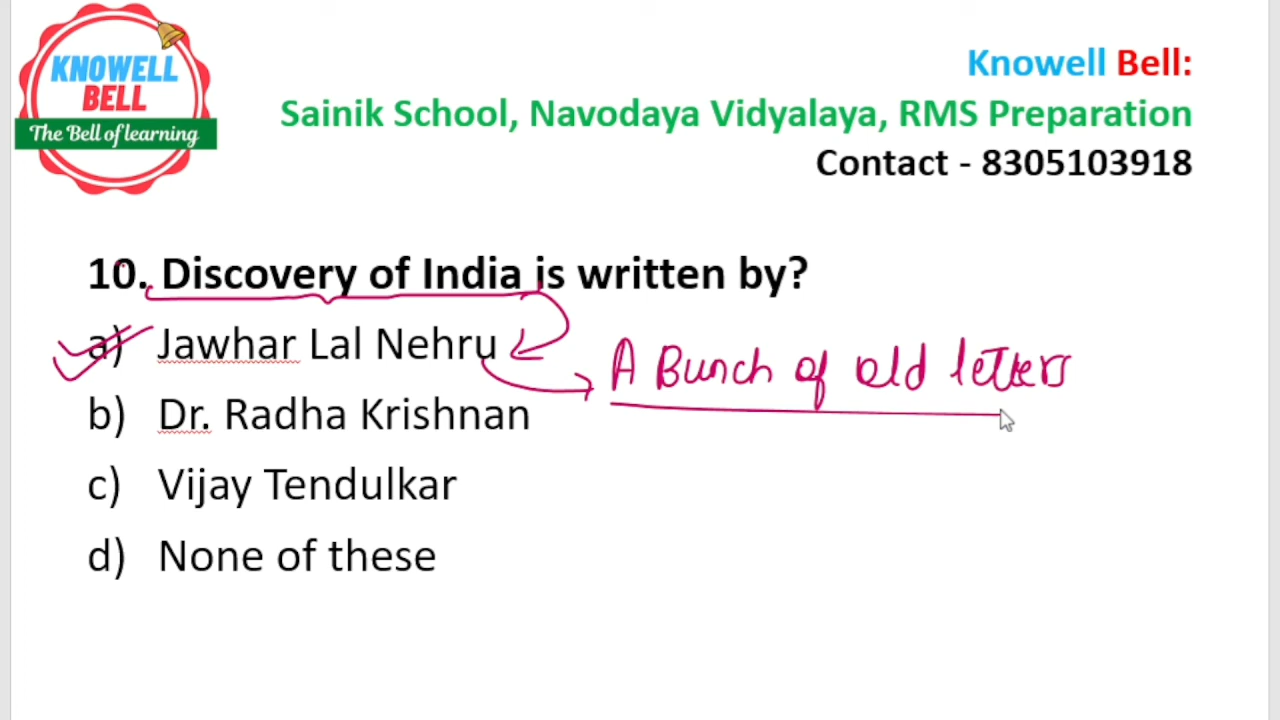 KNOWELL
BELL
The Bell of learning
Knowell Bell:
Sainik School, Navodaya Vidyalaya, RMS Preparation
Contact - 8305103918
10. Discovery of India is written by?
a) Jawhar Lal Nehru
A Bunch of old letters
b) Dr. Radha Krishnan
c) Vijay Tendulkar
d) None of these